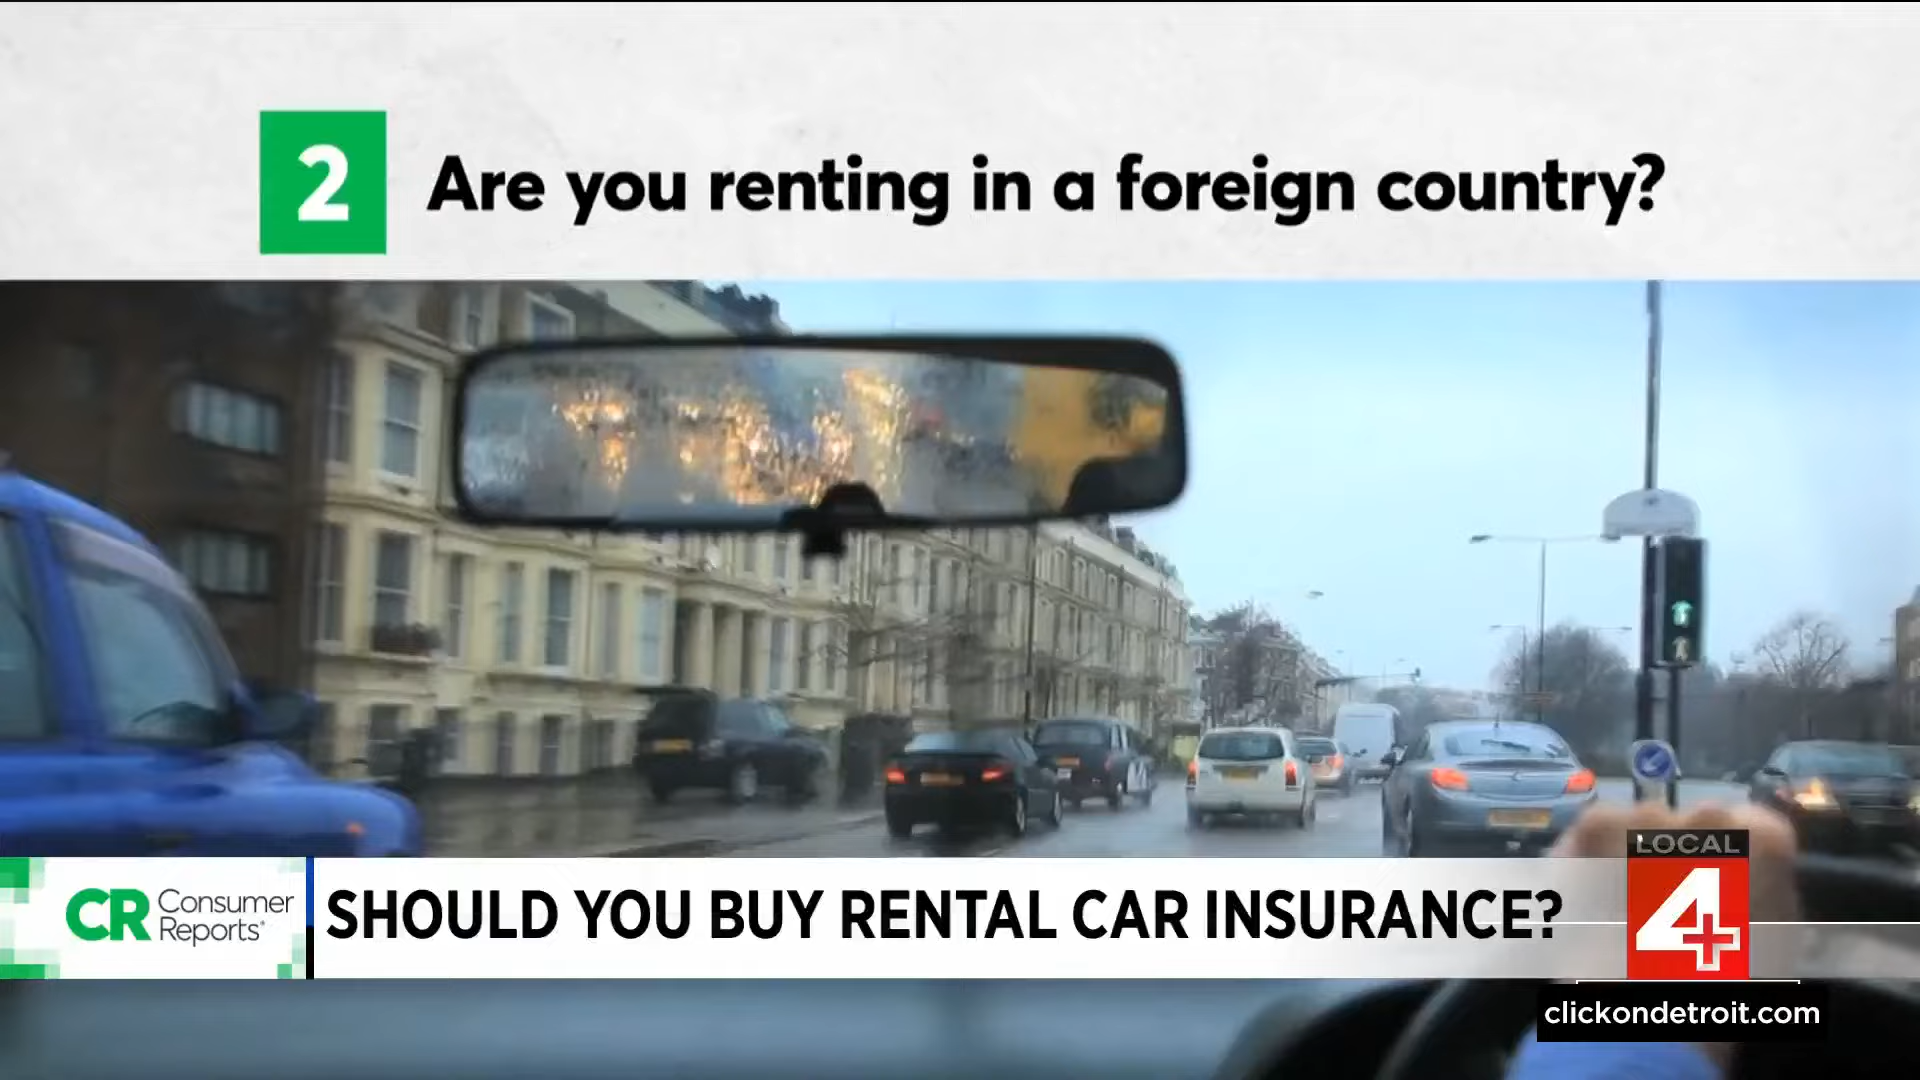 2
Are you renting in a foreign country?
CR Consumer
Reports
SHOULD YOU BUY RENTAL CAR INSURANCE?
LOCAL
4+
clickondetroit.com